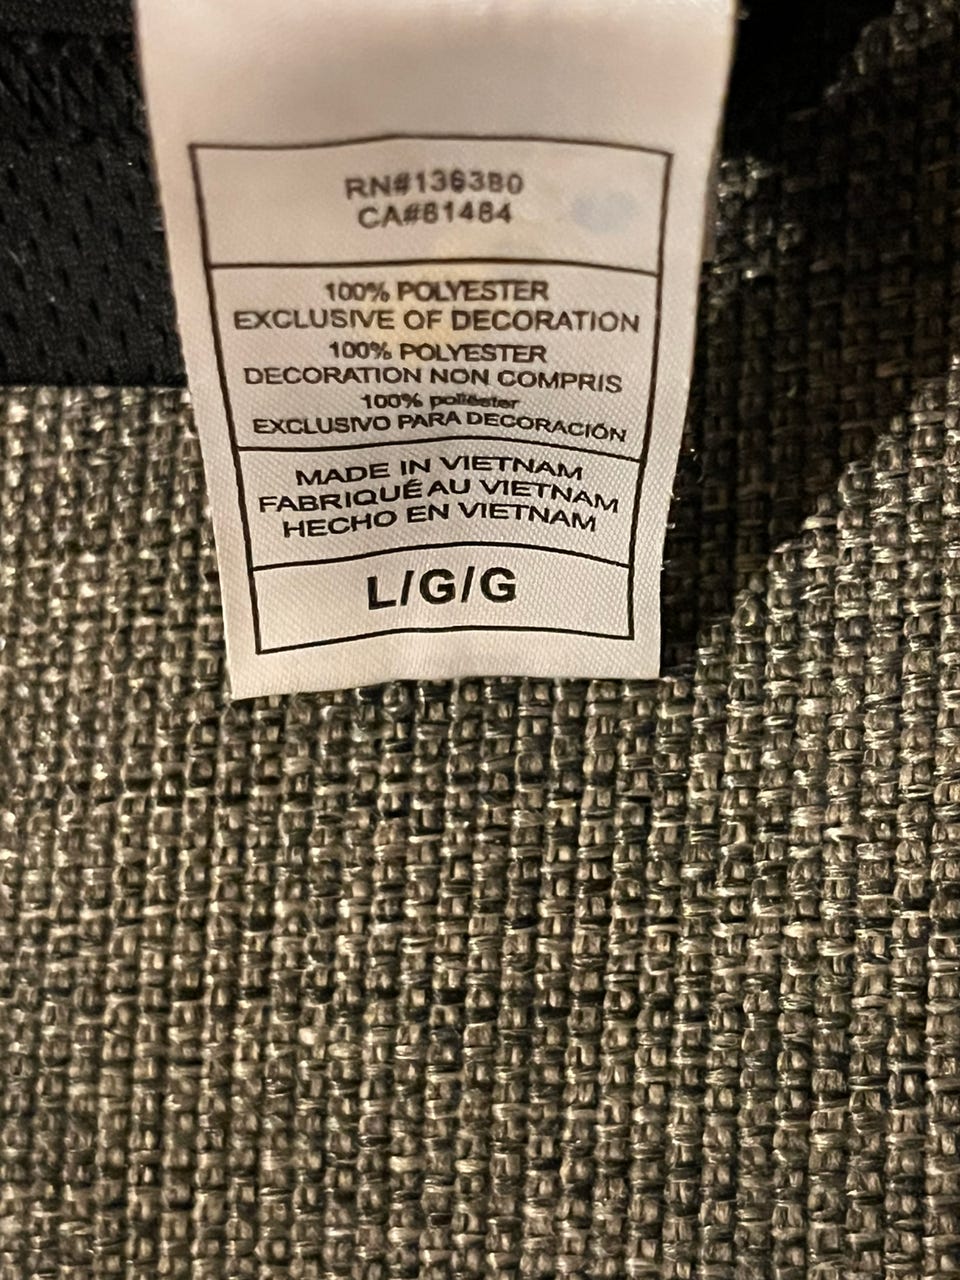 RN#136380
CA#81484
100% POLYESTER
EXCLUSIVE OF DECORATION
100% POLYESTER
DECORATION NON COMPRIS
100% poliéster
EXCLUSIVO PARA DECORACIÓN
MADE IN VIETNAM
FABRIQUÉ AU VIETNAM
HECHO EN VIETNAM
L/G/G